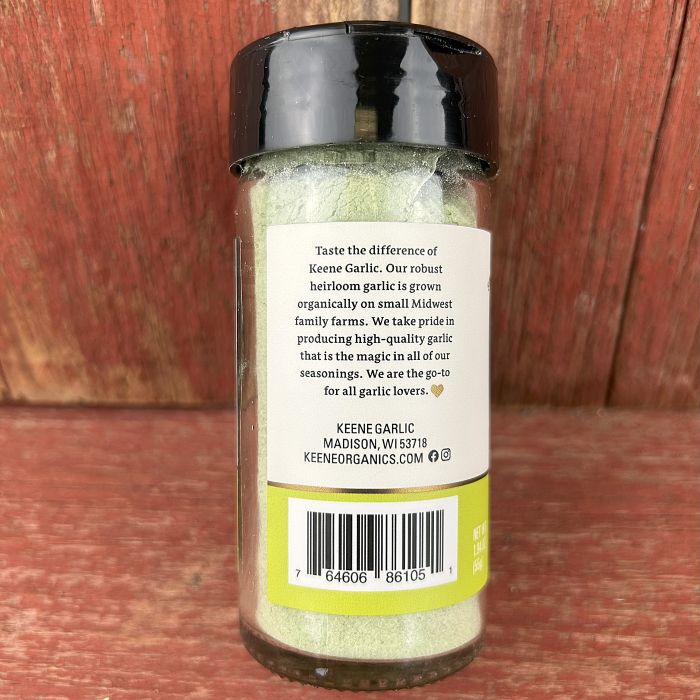 Taste the difference of
Keene Garlic. Our robust
heirloom garlic is grown
organically on small Midwest
family farms. We take pride in
producing high-quality garlic
that is the magic in all of our
seasonings. We are the go-to
for all garlic lovers.
KEENE GARLIC
MADISON, WI 53718
KEENEORGANICS.COM
7 64606 86105 1
NET WT